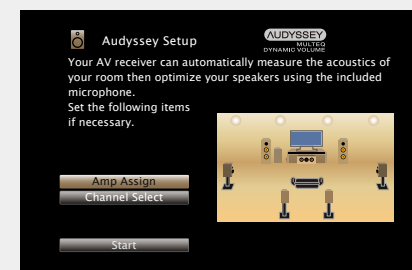 Audyssey Setup
AUDYSSEY
MULTEQ
DYNAMIC VOLUME
Your AV receiver can automatically measure the acoustics of
your room then optimize your speakers using the included
microphone.
Set the following items
if necessary.
Amp Assign
Channel Select
Start